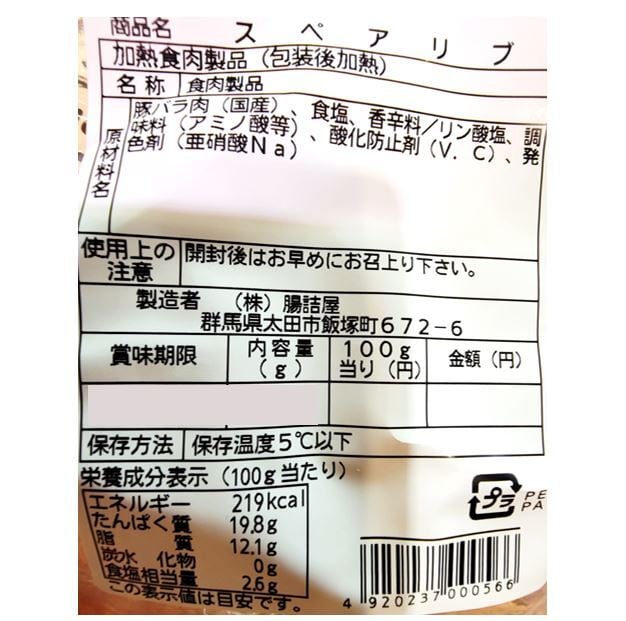 商品名 スペアリブ
加熱食肉製品（包装後加熱）
名称 食肉製品
原材料名 豚バラ肉（国産）、食塩、香辛料／リン酸塩、調
味料（アミノ酸等）、酸化防止剤（V．C）、発
色剤（亜硝酸Na）
使用上の注意 開封後はお早めにお召上り下さい。
製造者 （株）腸詰屋
群馬県太田市飯塚町672-6
賞味期限 内容量（g） 100g当り（円） 金額（円）
保存方法 保存温度5℃以下
栄養成分表示（100g当たり）
エネルギー 219kcal
たんぱく質 19.8g
脂質 12.1g
炭水化物 0g
食塩相当量 2.6g
この表示値は目安です。
プラ
PE
PA
4 920237 000566